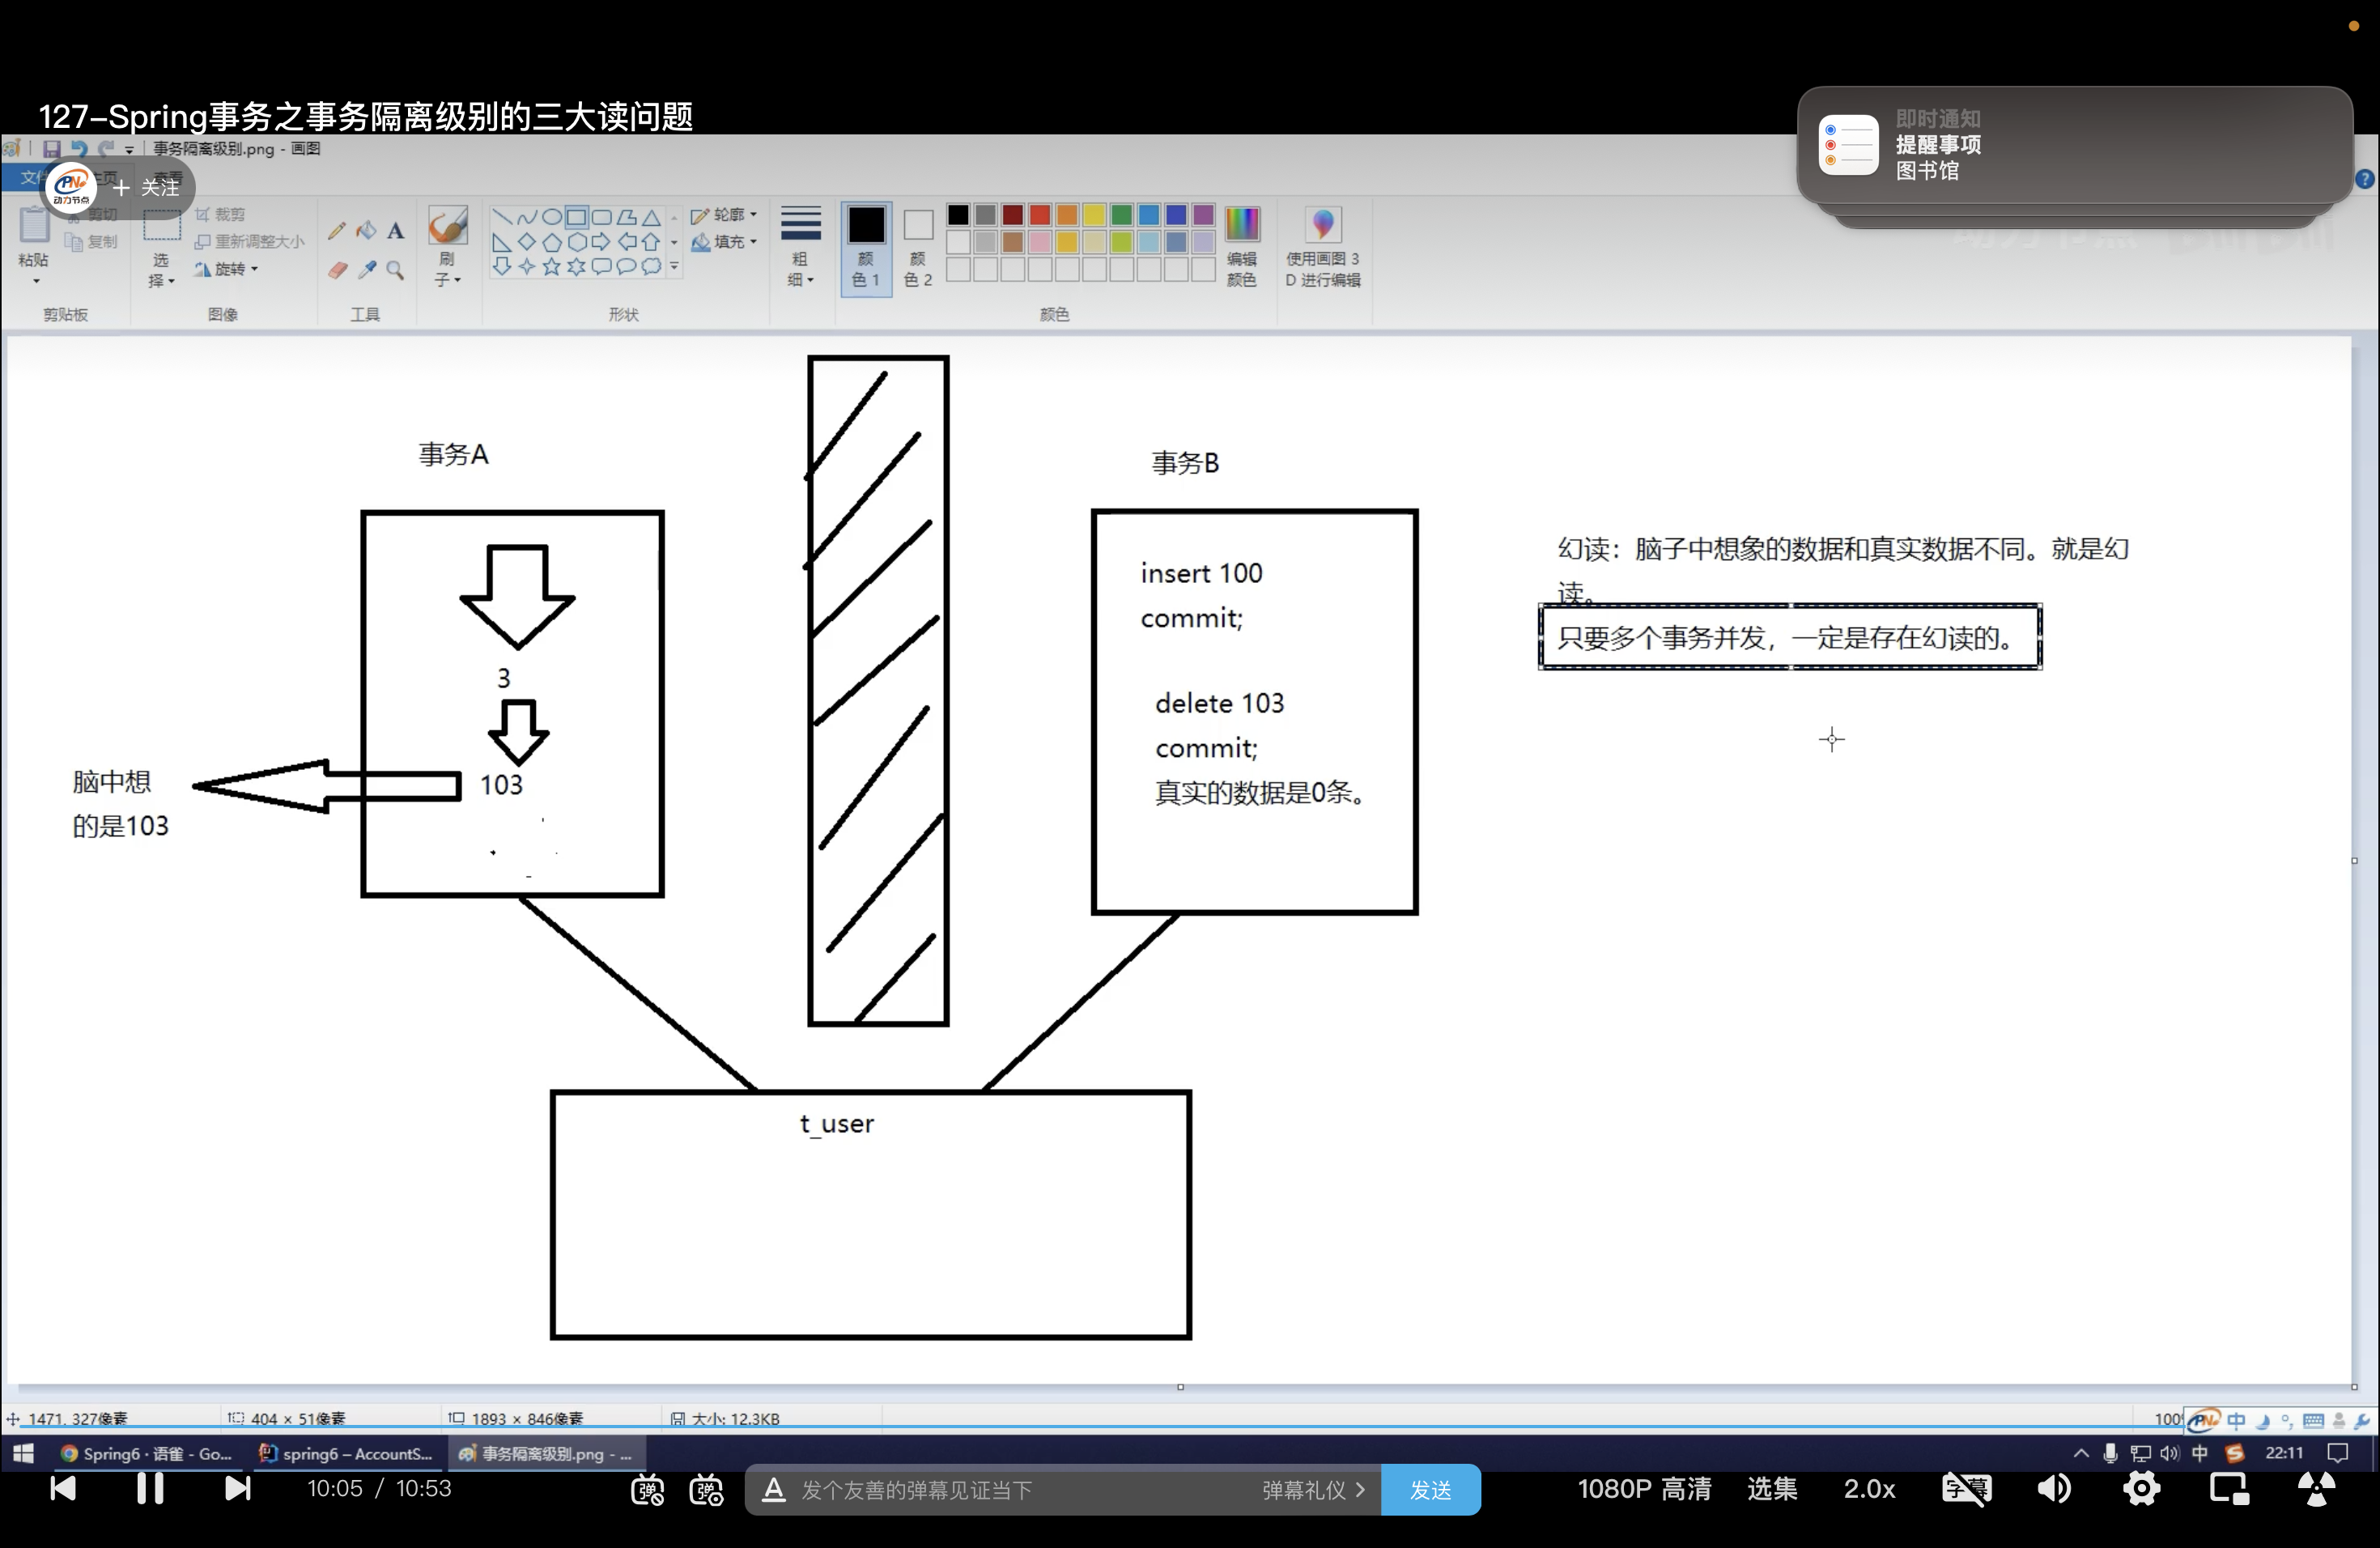 127-Spring事务之事务隔离级别的三大读问题
即时通知
提醒事项
图书馆
事务隔离级别.png - 画图
文件
主页
查看
动力节点
+ 关注
粘贴
剪切
复制
剪贴板
选
择
裁剪
重新调整大小
旋转
图像
A
工具
刷
子
轮廓
填充
形状
粗
细
颜
色 1
颜
色 2
编辑
颜色
颜色
使用画图 3
D 进行编辑
事务A
3
103
脑中想
的是103
事务B
insert 100
commit;
delete 103
commit;
真实的数据是0条。
幻读：脑子中想象的数据和真实数据不同。就是幻
读。
只要多个事务并发，一定是存在幻读的。
t_user
1471, 327像素
404 × 51像素
1893 × 846像素
大小: 12.3KB
100
中
Spring6 · 语雀 - Go...
spring6 – AccountS...
事务隔离级别.png - ...
中
22:11
10:05 / 10:53
弹
弹
A
发个友善的弹幕见证当下
弹幕礼仪 >
发送
1080P 高清
选集
2.0x
字幕